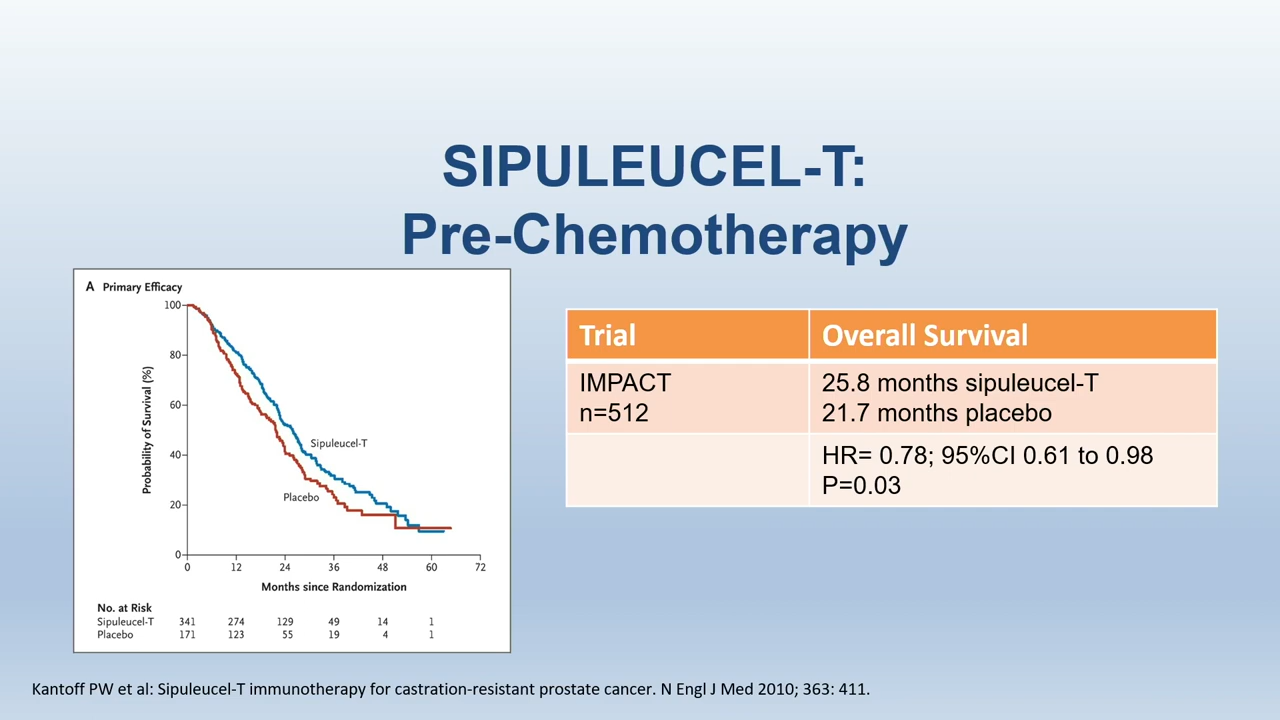 SIPULEUCEL-T:
Pre-Chemotherapy
A Primary Efficacy
Probability of Survival (%)
100
80
60
40
20
0
Sipuleucel-T
Placebo
0 12 24 36 48 60 72
Months since Randomization
No. at Risk
Sipuleucel-T 341 274 129 49 14 1
Placebo 171 123 55 19 4 1
Trial Overall Survival
IMPACT 25.8 months sipuleucel-T
n=512 21.7 months placebo
HR= 0.78; 95%CI 0.61 to 0.98
P=0.03
Kantoff PW et al: Sipuleucel-T immunotherapy for castration-resistant prostate cancer. N Engl J Med 2010; 363: 411.